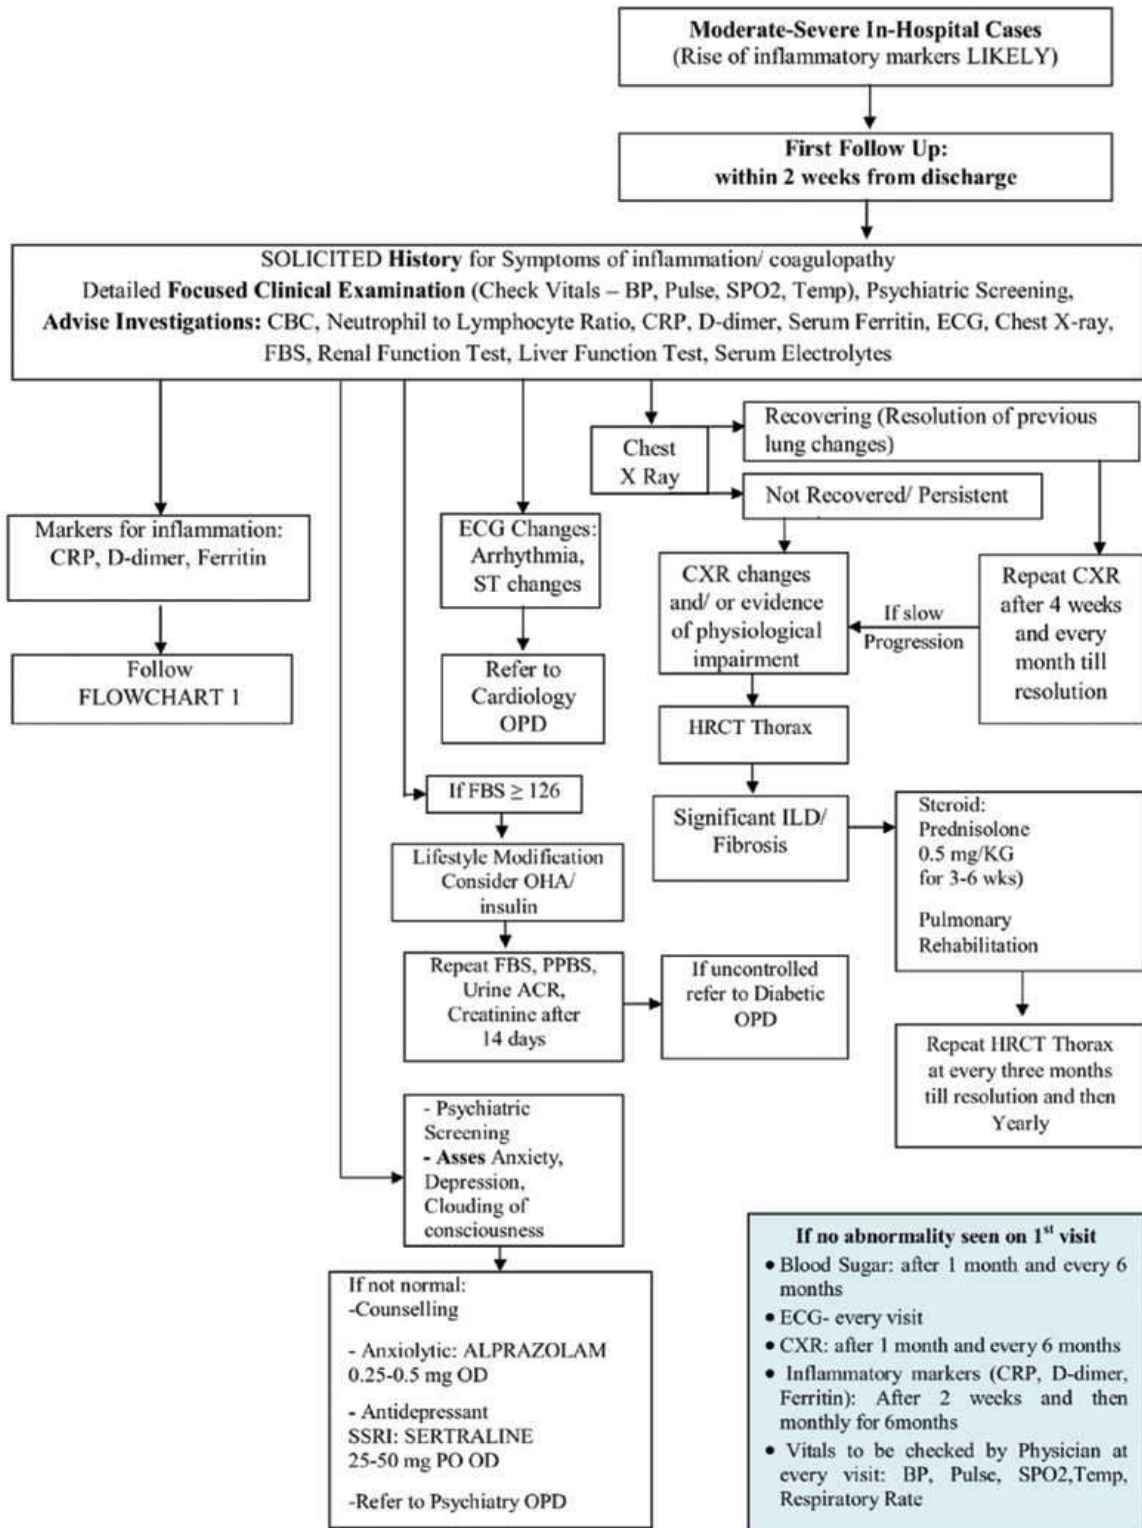 Moderate-Severe In-Hospital Cases
(Rise of inflammatory markers LIKELY)
First Follow Up:
within 2 weeks from discharge
SOLICITED History for Symptoms of inflammation/ coagulopathy
Detailed Focused Clinical Examination (Check Vitals – BP, Pulse, SPO2, Temp), Psychiatric Screening,
Advise Investigations: CBC, Neutrophil to Lymphocyte Ratio, CRP, D-dimer, Serum Ferritin, ECG, Chest X-ray,
FBS, Renal Function Test, Liver Function Test, Serum Electrolytes
Markers for inflammation:
CRP, D-dimer, Ferritin
Follow
FLOWCHART 1
ECG Changes:
Arrhythmia,
ST changes
Refer to
Cardiology
OPD
Chest
X Ray
Recovering (Resolution of previous
lung changes)
Not Recovered/ Persistent
CXR changes
and/ or evidence
of physiological
impairment
If slow
Progression
Repeat CXR
after 4 weeks
and every
month till
resolution
HRCT Thorax
Significant ILD/
Fibrosis
Steroid:
Prednisolone
0.5 mg/KG
for 3-6 wks)
Pulmonary
Rehabilitation
Repeat HRCT Thorax
at every three months
till resolution and then
Yearly
If FBS ≥ 126
Lifestyle Modification
Consider OHA/
insulin
Repeat FBS, PPBS,
Urine ACR,
Creatinine after
14 days
If uncontrolled
refer to Diabetic
OPD
- Psychiatric
Screening
- Asses Anxiety,
Depression,
Clouding of
consciousness
If not normal:
-Counselling
- Anxiolytic: ALPRAZOLAM
0.25-0.5 mg OD
- Antidepressant
SSRI: SERTRALINE
25-50 mg PO OD
-Refer to Psychiatry OPD
If no abnormality seen on 1st visit
• Blood Sugar: after 1 month and every 6
months
• ECG- every visit
• CXR: after 1 month and every 6 months
• Inflammatory markers (CRP, D-dimer,
Ferritin): After 2 weeks and then
monthly for 6months
• Vitals to be checked by Physician at
every visit: BP, Pulse, SPO2,Temp,
Respiratory Rate